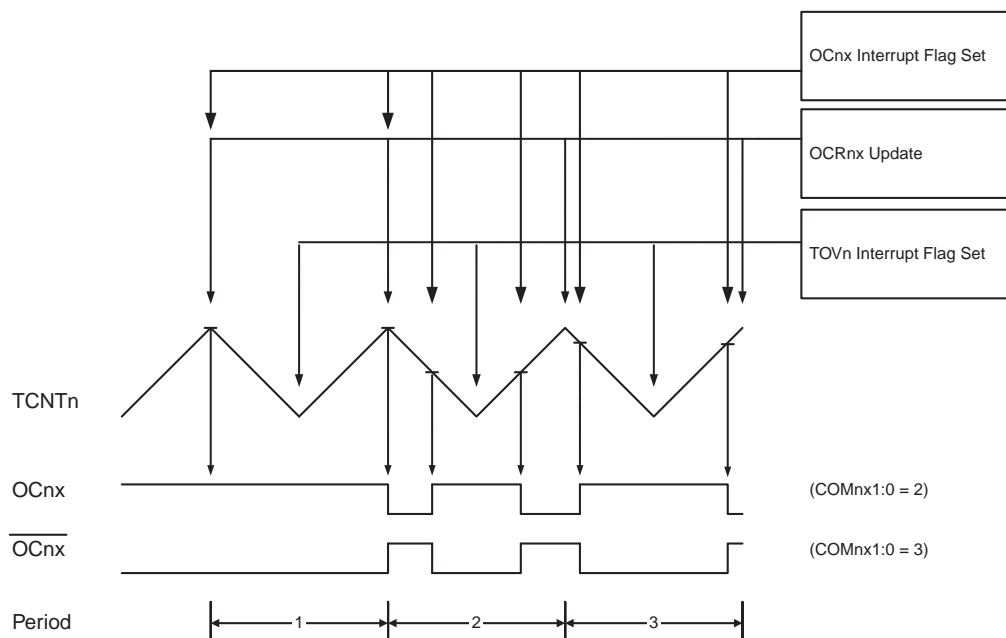 OCnx Interrupt Flag Set
OCRnx Update
TOVn Interrupt Flag Set
TCNTn
OCnx
(COMnx1:0 = 2)
OCnx
(COMnx1:0 = 3)
Period
1
2
3